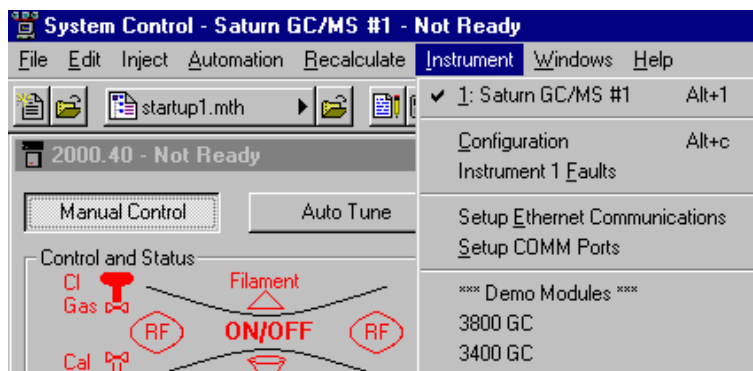 System Control - Saturn GC/MS #1 - Not Ready
File Edit Inject Automation Recalculate Instrument Windows Help
startup1.mth
1: Saturn GC/MS #1 Alt+1
2000.40 - Not Ready
Configuration Alt+c
Instrument 1 Faults
Manual Control Auto Tune
Setup Ethernet Communications
Setup COMM Ports
Control and Status
CI Gas
Filament
*** Demo Modules ***
RF ON/OFF RF
3800 GC
Cal
3400 GC